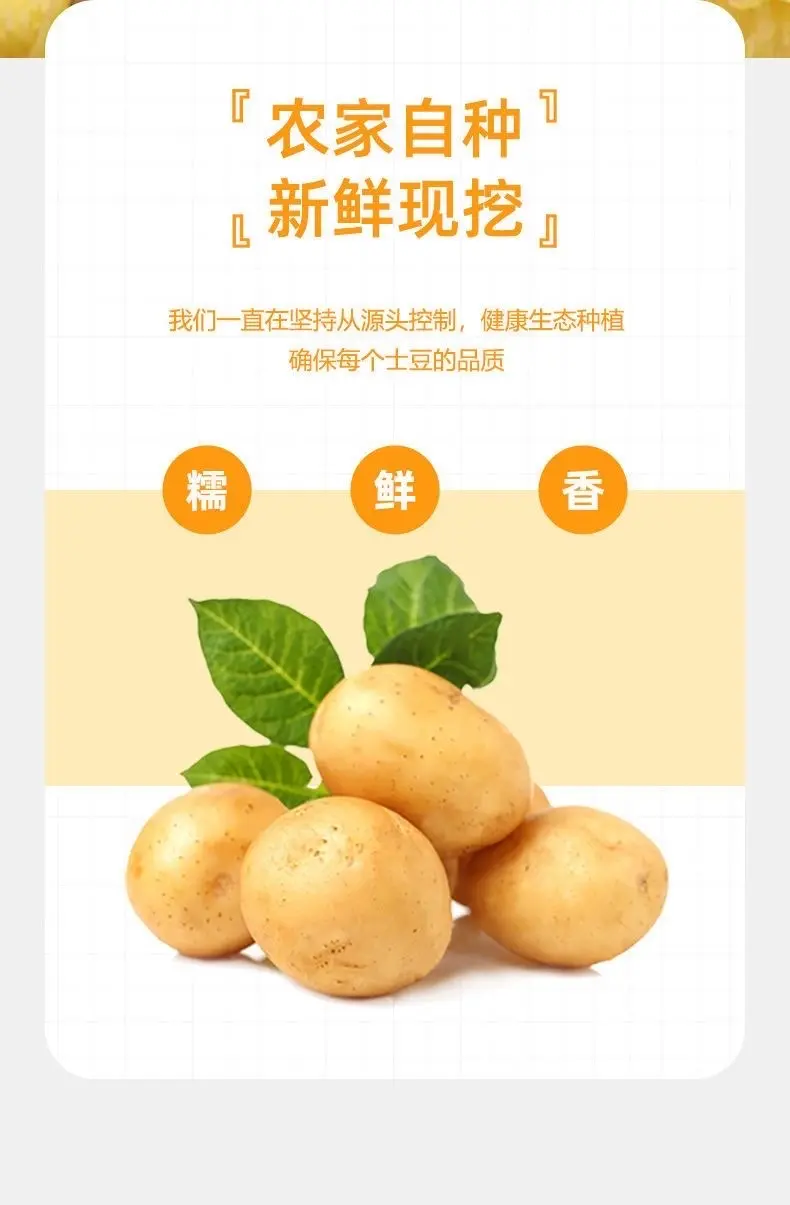 『农家自种』
『新鲜现挖』
我们一直在坚持从源头控制，健康生态种植
确保每个士豆的品质
糯 鲜 香